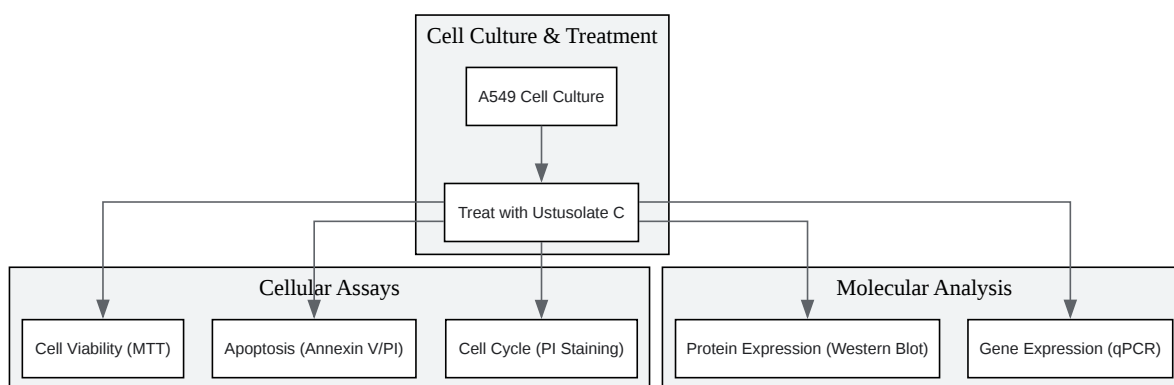 Cell Culture & Treatment
A549 Cell Culture
Treat with Ustusolate C
Cellular Assays
Molecular Analysis
Cell Viability (MTT)
Apoptosis (Annexin V/PI)
Cell Cycle (PI Staining)
Protein Expression (Western Blot)
Gene Expression (qPCR)